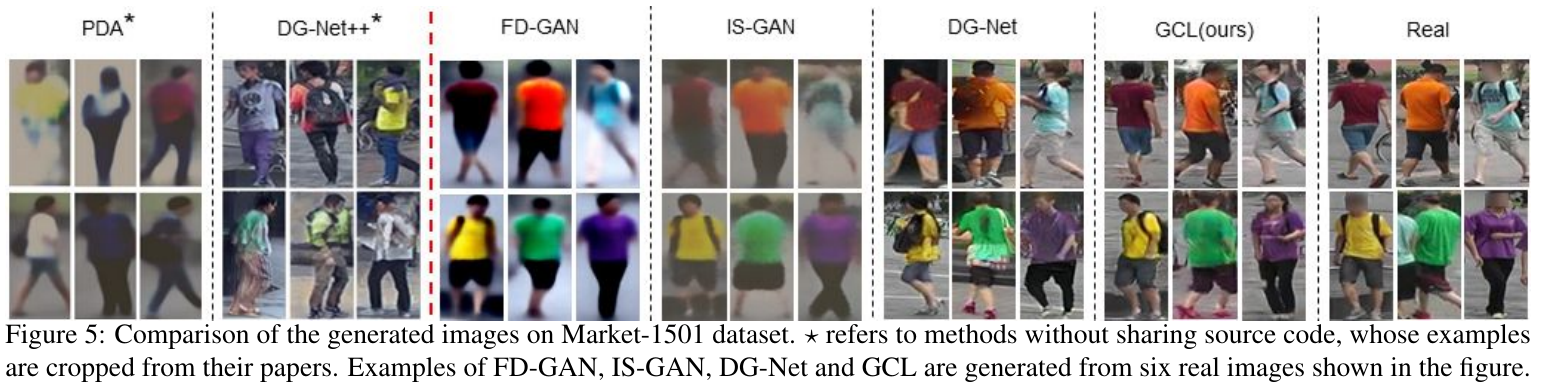 PDA* DG-Net++* FD-GAN IS-GAN DG-Net GCL(ours) Real
Figure 5: Comparison of the generated images on Market-1501 dataset. ⋆ refers to methods without sharing source code, whose examples
are cropped from their papers. Examples of FD-GAN, IS-GAN, DG-Net and GCL are generated from six real images shown in the figure.